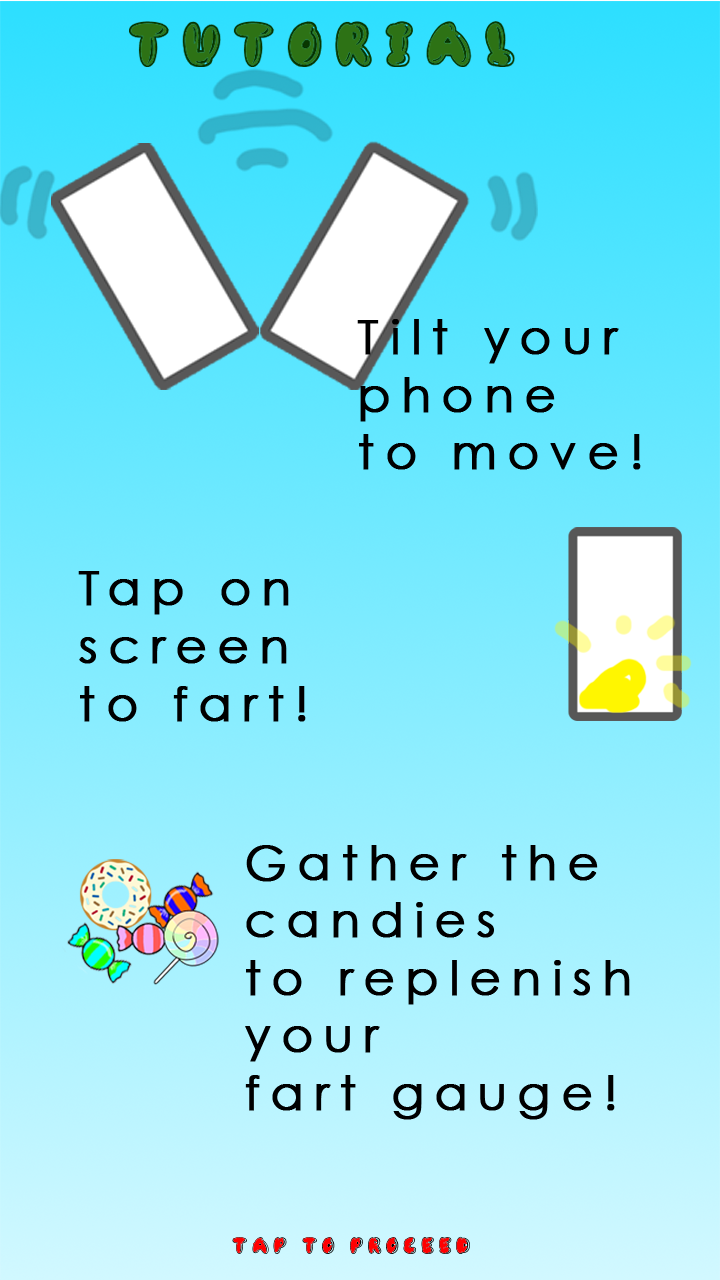 TUTORIAL
Tilt your
phone
to move!
Tap on
screen
to fart!
Gather the
candies
to replenish
your
fart gauge!
TAP TO PROCEED